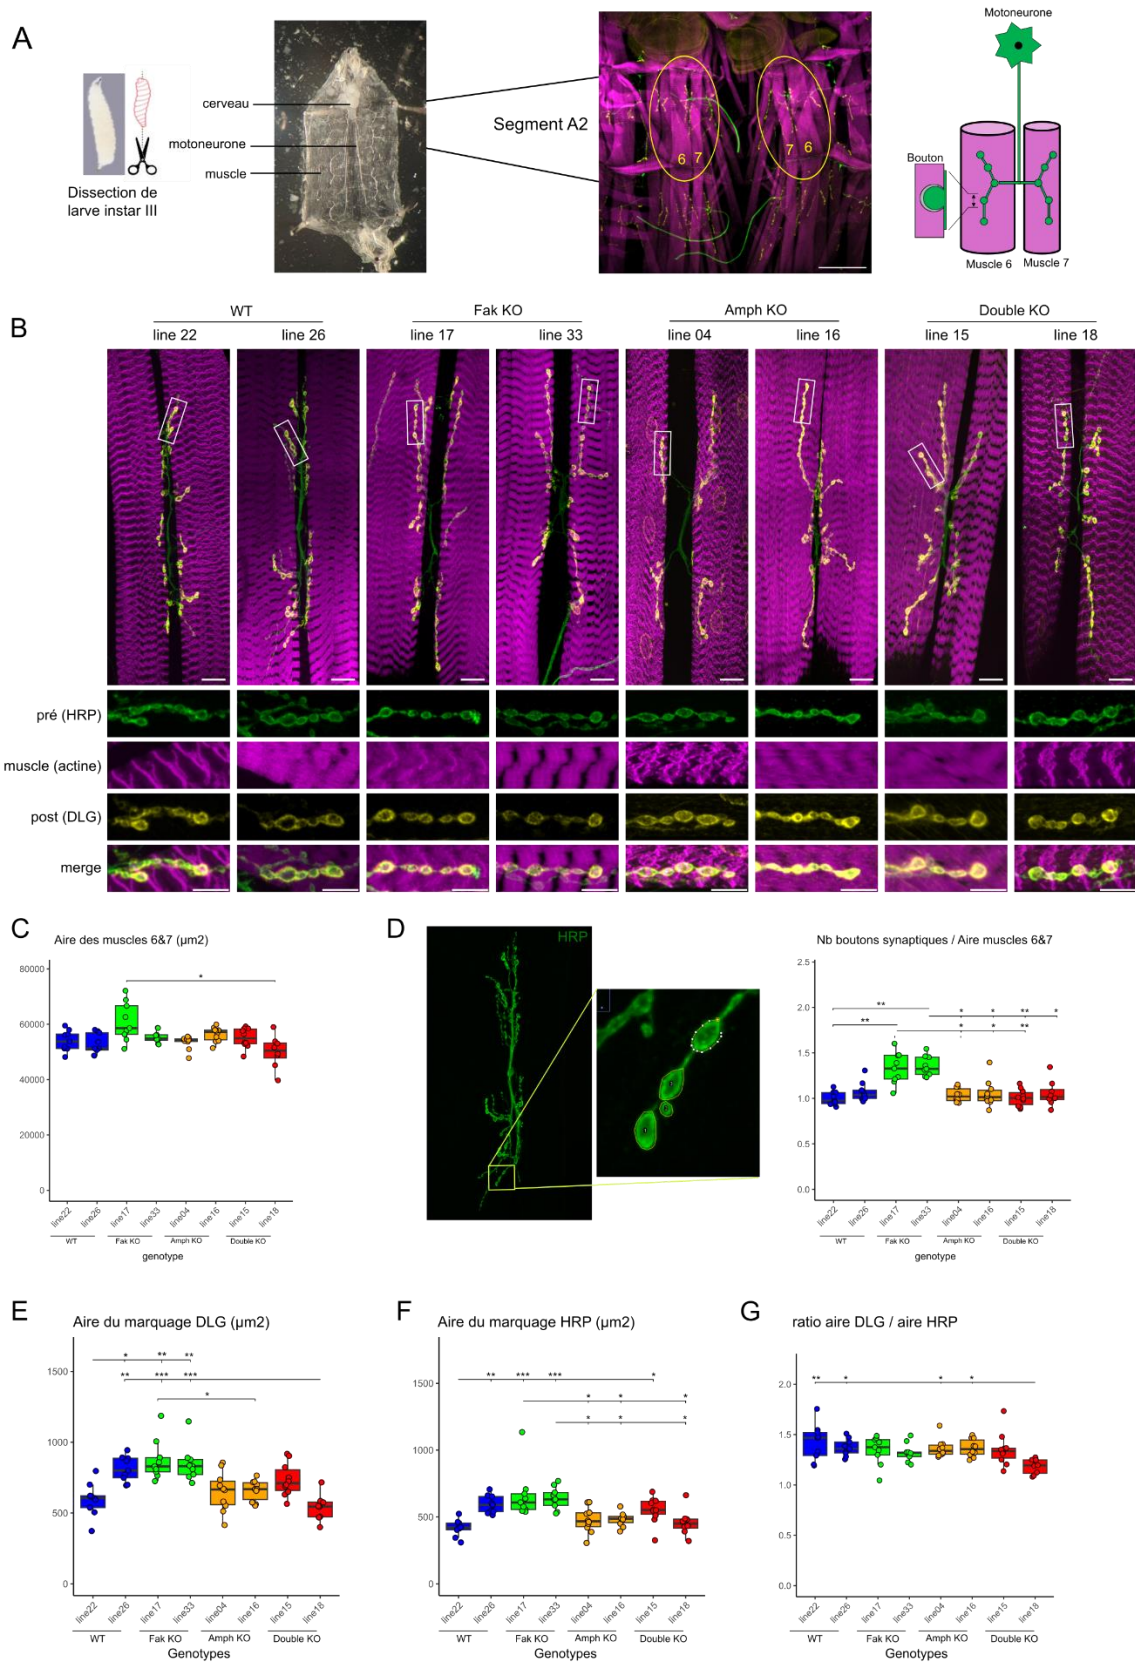 A
cerveau
motoneurone
muscle
Dissection de
larve instar III
Segment A2
6 7
7 6
Motoneurone
Bouton
Muscle 6
Muscle 7
B
WT
Fak KO
Amph KO
Double KO
line 22
line 26
line 17
line 33
line 04
line 16
line 15
line 18
pré (HRP)
muscle (actine)
post (DLG)
merge
C
Aire des muscles 6&7 (µm2)
80000
60000
40000
20000
0
*
line22
line26
line17
line33
line04
line16
line15
line18
WT
Fak KO
Amph KO
Double KO
genotype
D
HRP
Nb boutons synaptiques / Aire muscles 6&7
2.5
2.0
1.5
1.0
0.5
0.0
**
* * ** *
**
* * **
line22
line26
line17
line33
line04
line16
line15
line18
WT
Fak KO
Amph KO
Double KO
genotype
E
Aire du marquage DLG (µm2)
1500
1000
500
0
* ** **
** *** ***
*
line22
line26
line17
line33
line04
line16
line15
line18
WT
Fak KO
Amph KO
Double KO
Genotypes
F
Aire du marquage HRP (µm2)
1500
1000
500
0
** *** *** *
* * *
* * *
line22
line26
line17
line33
line04
line16
line15
line18
WT
Fak KO
Amph KO
Double KO
Genotypes
G
ratio aire DLG / aire HRP
2.0
1.5
1.0
0.5
0.0
** * * *
line22
line26
line17
line33
line04
line16
line15
line18
WT
Fak KO
Amph KO
Double KO
Genotypes